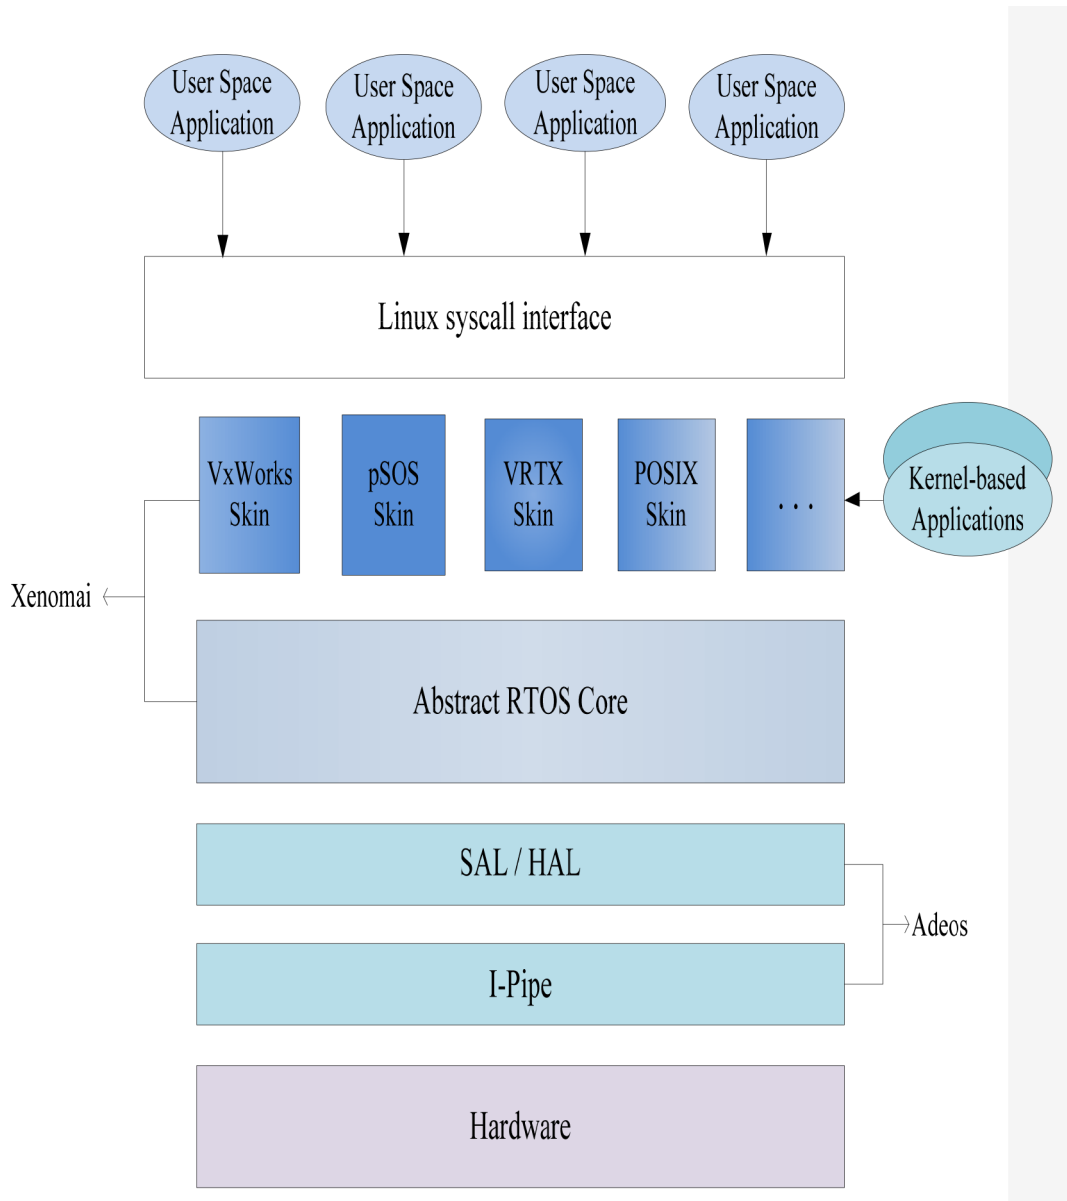 User Space
Application
User Space
Application
User Space
Application
User Space
Application
Linux syscall interface
VxWorks
Skin
pSOS
Skin
VRTX
Skin
POSIX
Skin
. . .
Kernel-based
Applications
Xenomai
Abstract RTOS Core
SAL / HAL
Adeos
I-Pipe
Hardware